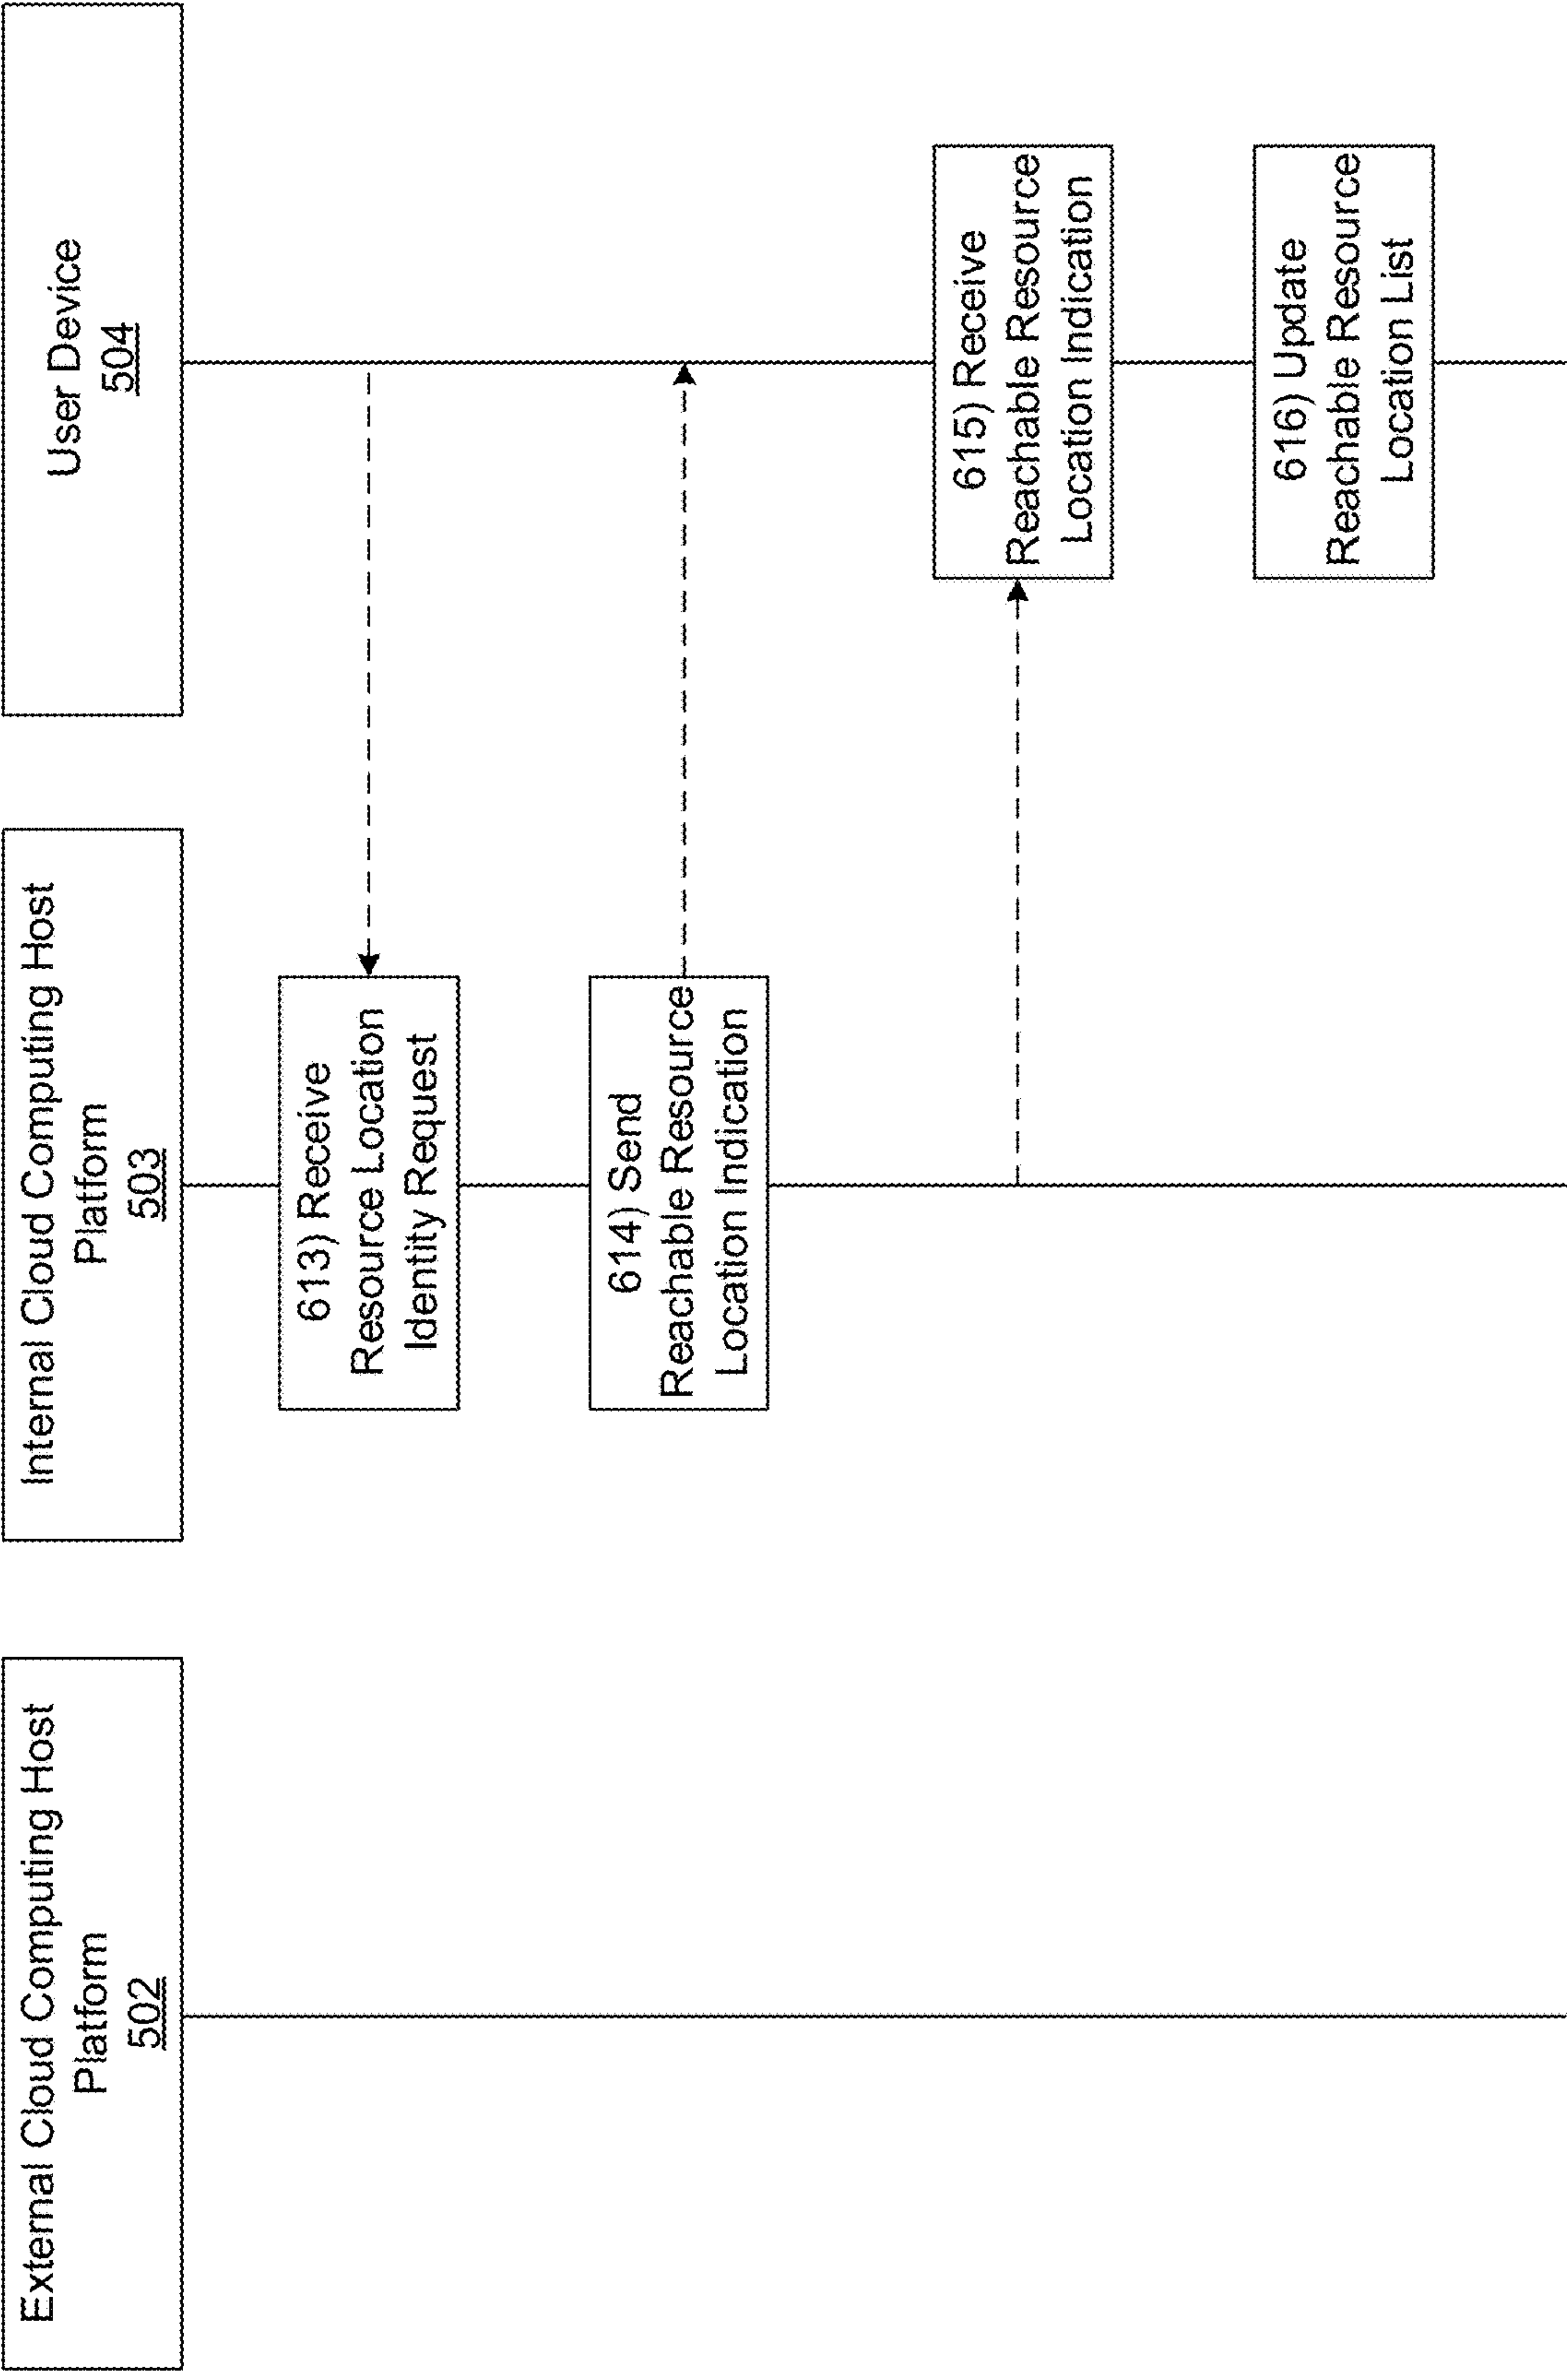 External Cloud Computing Host
Platform
502
Internal Cloud Computing Host
Platform
503
User Device
504
613) Receive
Resource Location
Identity Request
614) Send
Reachable Resource
Location Indication
615) Receive
Reachable Resource
Location Indication
616) Update
Reachable Resource
Location List